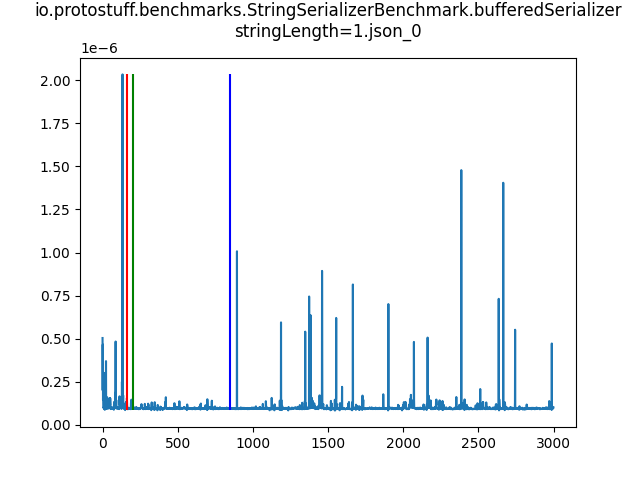 io.protostuff.benchmarks.StringSerializerBenchmark.bufferedSerializer
stringLength=1.json_0
1e−6
2.00
1.75
1.50
1.25
1.00
0.75
0.50
0.25
0.00
0 500 1000 1500 2000 2500 3000